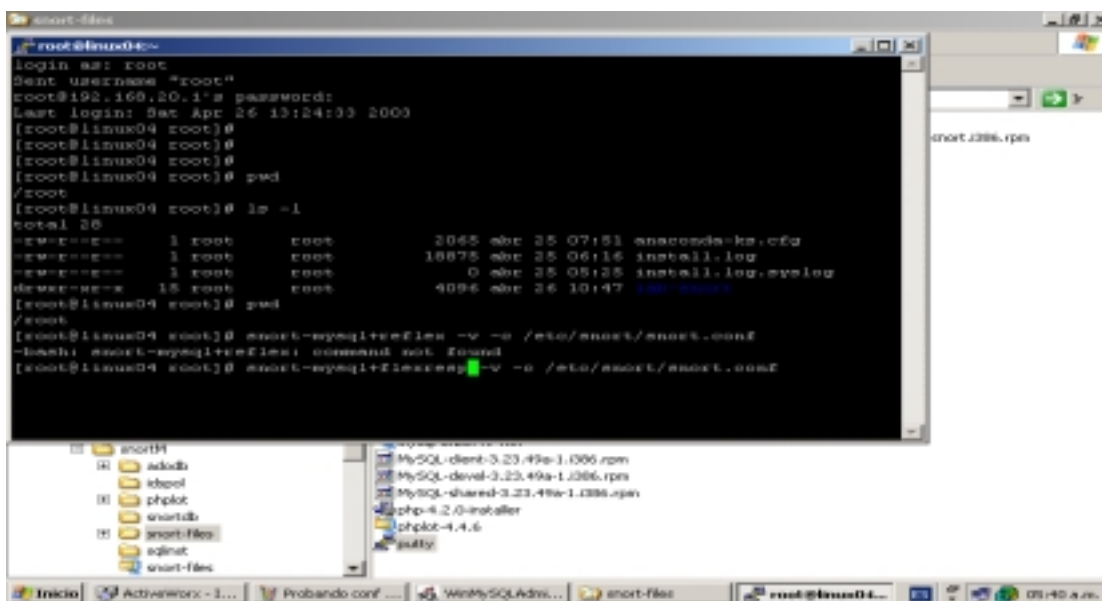 snort-files
root@linux04:~
login as: root
Sent username "root"
root@192.168.20.1's password:
Last login: Sat Apr 26 13:24:33 2003
[root@linux04 root]#
[root@linux04 root]#
[root@linux04 root]#
[root@linux04 root]# pwd
/root
[root@linux04 root]# ls -l
total 28
-rw-r--r-- 1 root root 2065 abr 25 07:51 anaconda-ks.cfg
-rw-r--r-- 1 root root 18875 abr 25 06:16 install.log
-rw-r--r-- 1 root root 0 abr 25 05:25 install.log.syslog
drwxr-xr-x 15 root root 4096 abr 26 10:47
[root@linux04 root]# pwd
/root
[root@linux04 root]# snort-mysql+reflex -v -c /etc/snort/snort.conf
-bash: snort-mysql+reflex: command not found
[root@linux04 root]# snort-mysql+flexresp -v -c /etc/snort/snort.conf
Ir
snort.i386.rpm
snortM
adodb
idspol
phplot
snortdb
snort-files
sqlinet
snort-files
MySQL-client-3.23.49a-1.i386.rpm
MySQL-devel-3.23.49a-1.i386.rpm
MySQL-shared-3.23.49a-1.i386.rpm
php-4.2.0-installer
phplot-4.4.6
putty
Inicio
ActiveWorx - 1...
Probando conf ...
WinMySQLAdmi...
snort-files
root@linux04...
05:40 a.m.